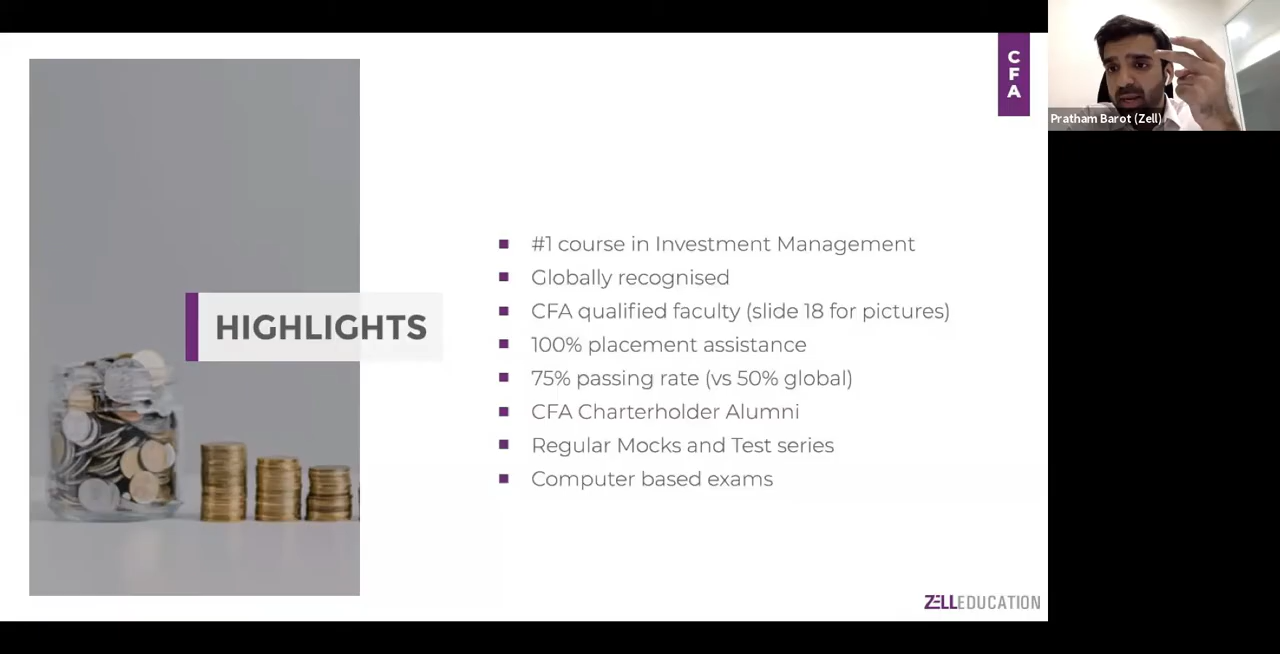 C
F
A
Pratham Barot (Zell)
HIGHLIGHTS
#1 course in Investment Management
Globally recognised
CFA qualified faculty (slide 18 for pictures)
100% placement assistance
75% passing rate (vs 50% global)
CFA Charterholder Alumni
Regular Mocks and Test series
Computer based exams
ZELLEDUCATION